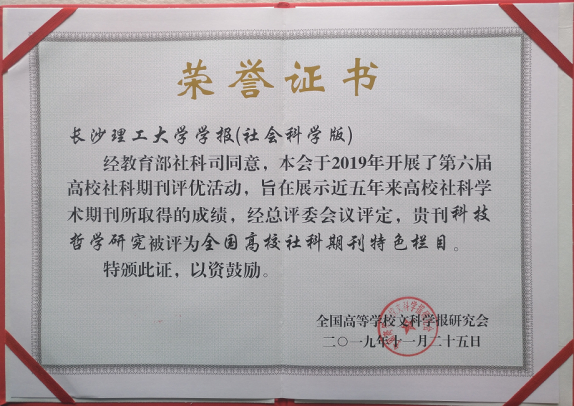 荣誉证书
长沙理工大学学报(社会科学版)
经教育部社科司同意，本会于2019年开展了第六届
高校社科期刊评优活动，旨在展示近五年来高校社科学
术期刊所取得的成绩，经总评委会议评定，贵刊科技
哲学研究被评为全国高校社科期刊特色栏目。
特颁此证，以资鼓励。
全国高等学校文科学报研究会
二〇一九年十一月二十五日